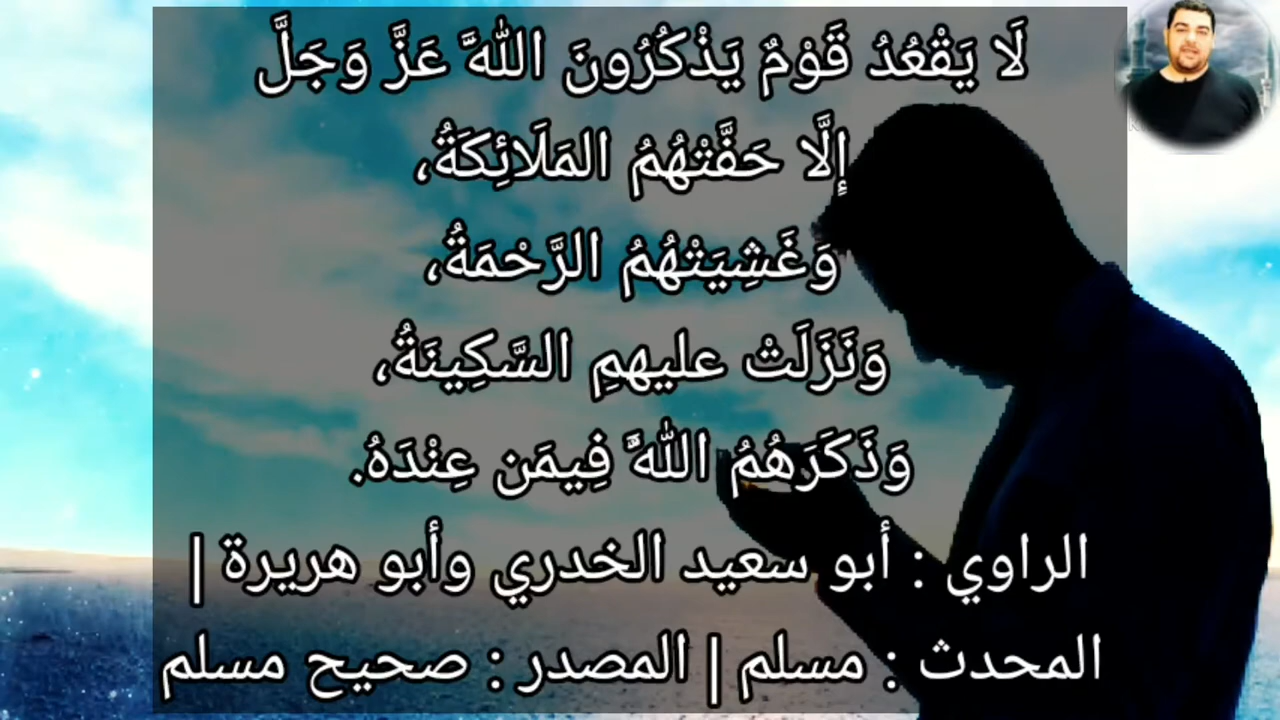 لَا يَقْعُدُ قَوْمٌ يَذْكُرُونَ اللَّهَ عَزَّ وَجَلَّ
إِلَّا حَفَّتْهُمُ المَلَائِكَةُ،
وَغَشِيَتْهُمُ الرَّحْمَةُ،
وَنَزَلَتْ عليهمِ السَّكِينَةُ،
وَذَكَرَهُمُ اللَّهُ فِيمَن عِنْدَهُ.
الراوي : أبو سعيد الخدري وأبو هريرة |
المحدث : مسلم | المصدر : صحيح مسلم